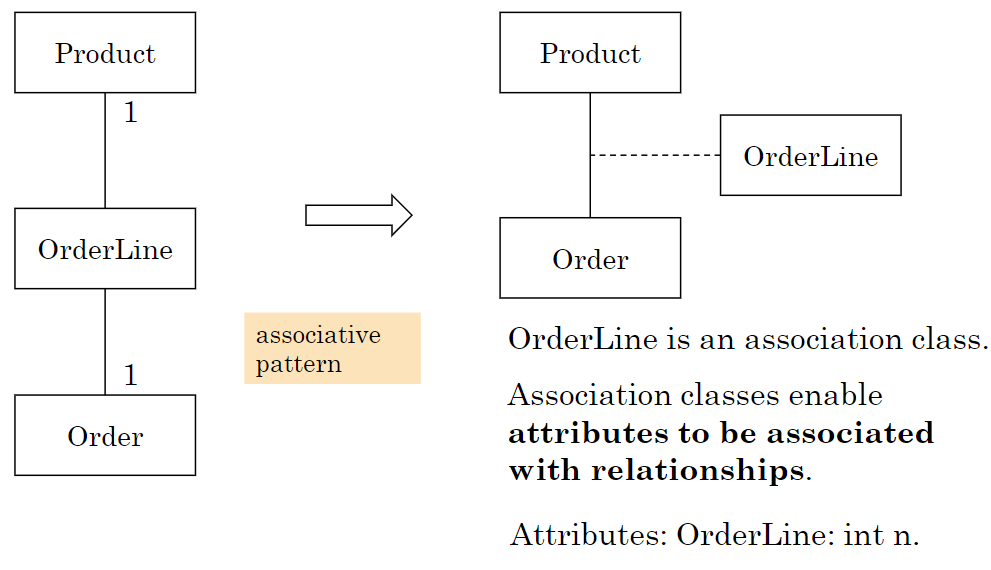 Product
1
OrderLine
1
Order
associative
pattern
Product
OrderLine
Order
OrderLine is an association class.
Association classes enable
attributes to be associated
with relationships.
Attributes: OrderLine: int n.